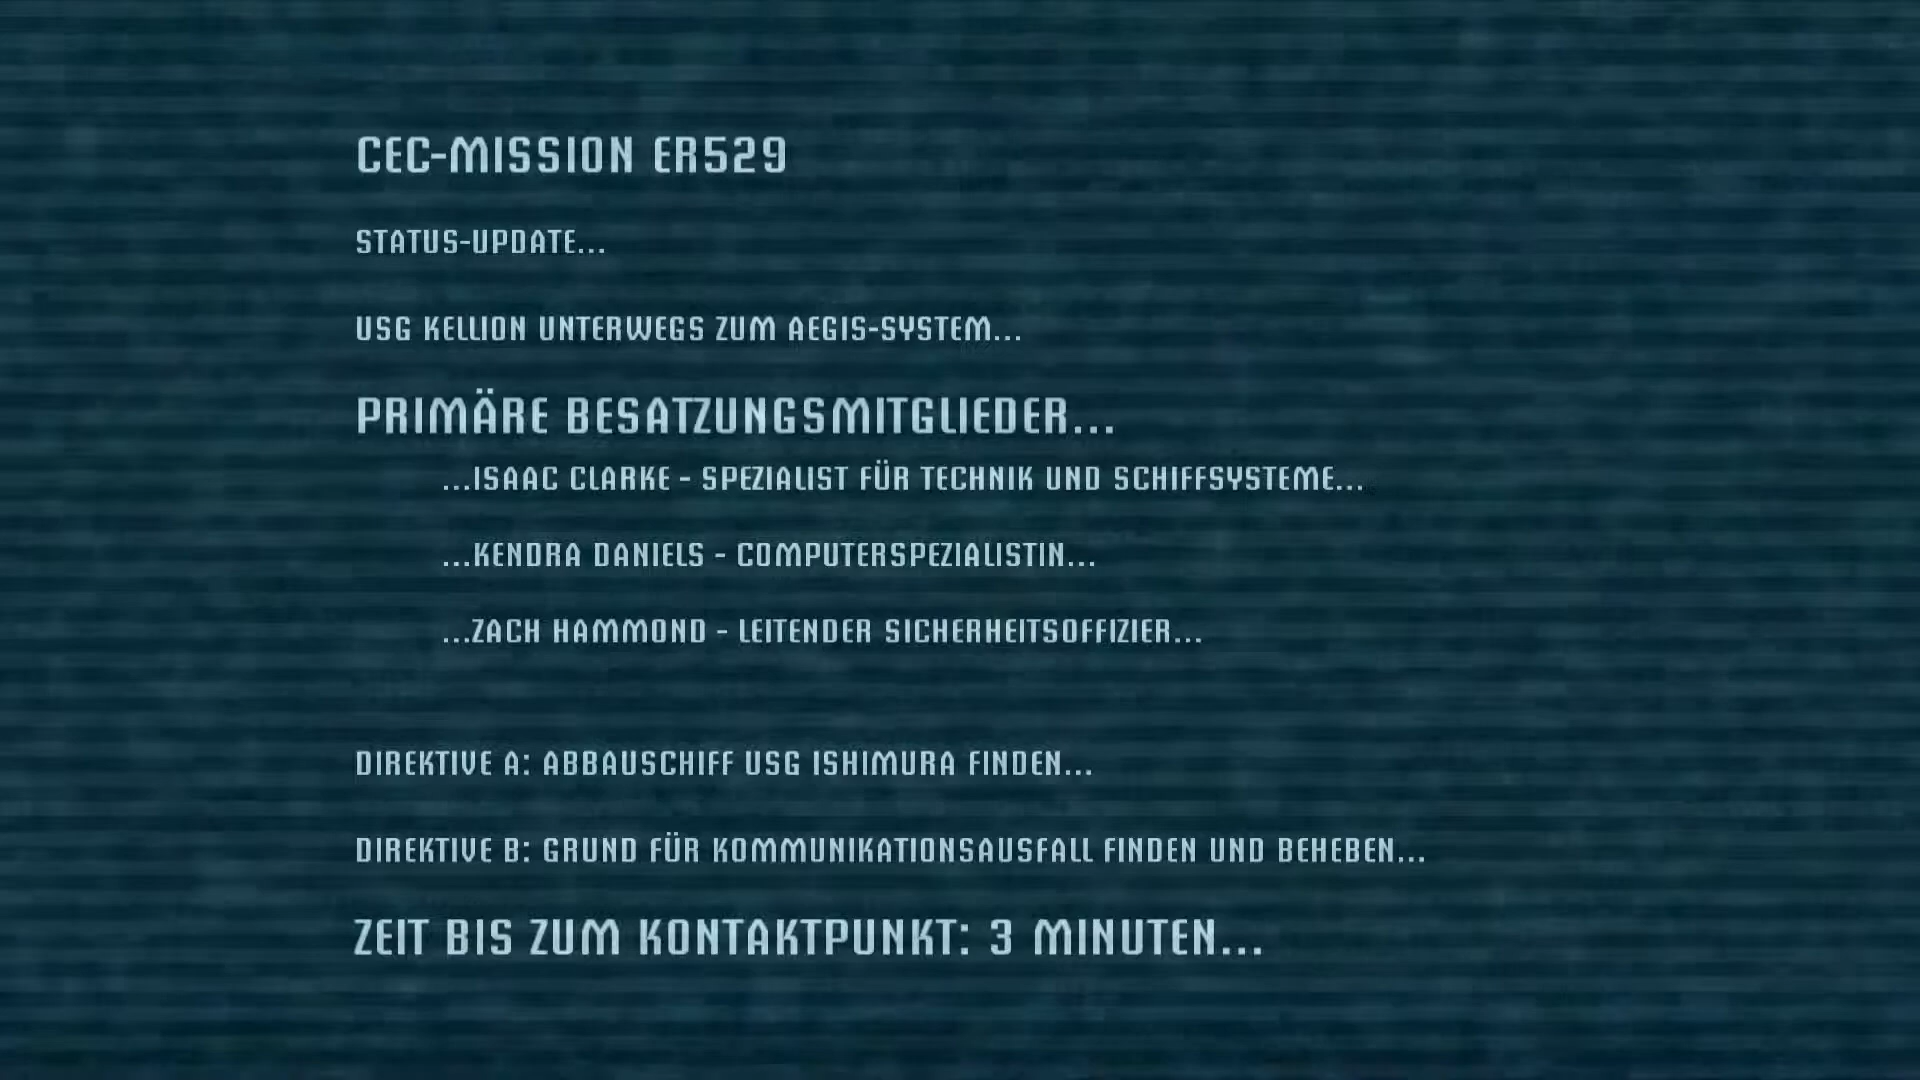 CEC-MISSION ER529
STATUS-UPDATE...
USG KELLION UNTERWEGS ZUM AEGIS-SYSTEM...
PRIMÄRE BESATZUNGSMITGLIEDER...
...ISAAC CLARKE - SPEZIALIST FÜR TECHNIK UND SCHIFFSYSTEME...
...KENDRA DANIELS - COMPUTERSPEZIALISTIN...
...ZACH HAMMOND - LEITENDER SICHERHEITSOFFIZIER...
DIREKTIVE A: ABBAUSCHIFF USG ISHIMURA FINDEN...
DIREKTIVE B: GRUND FÜR KOMMUNIKATIONSAUSFALL FINDEN UND BEHEBEN...
ZEIT BIS ZUM KONTAKTPUNKT: 3 MINUTEN...